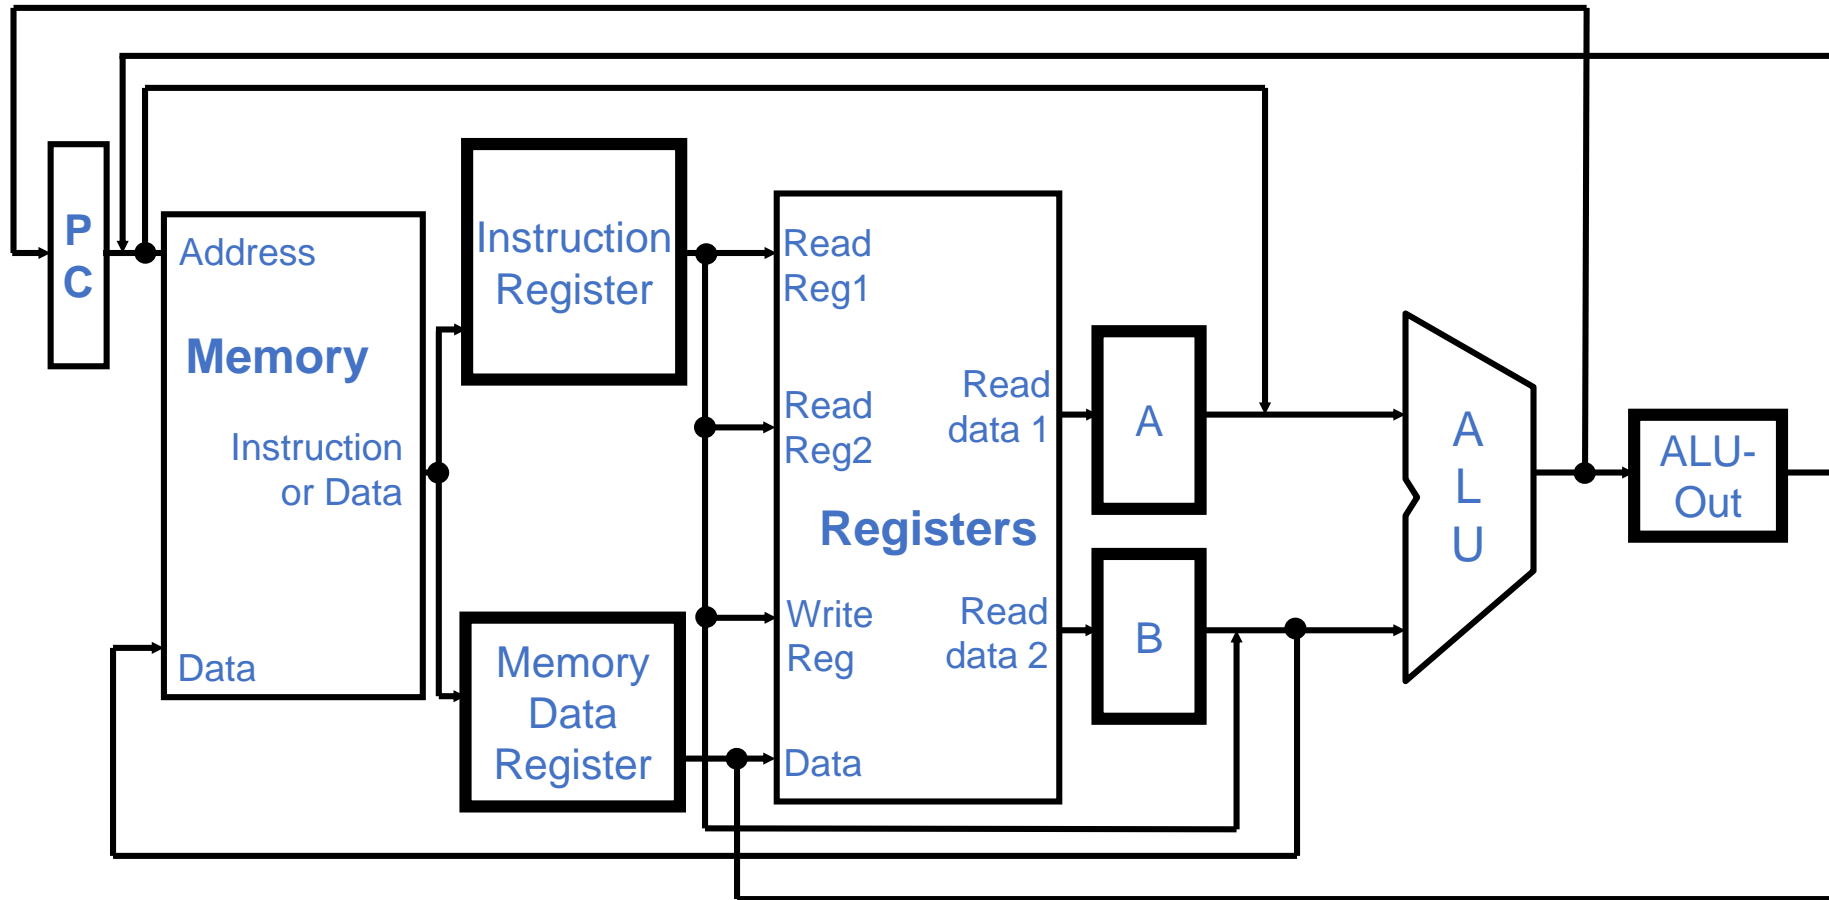 P
C
Address
Memory
Instruction
or Data
Data
Instruction
Register
Memory
Data
Register
Read
Reg1
Read
Reg2
Read
data 1
Registers
Write
Reg
Read
data 2
Data
A
B
A
L
U
ALU-
Out